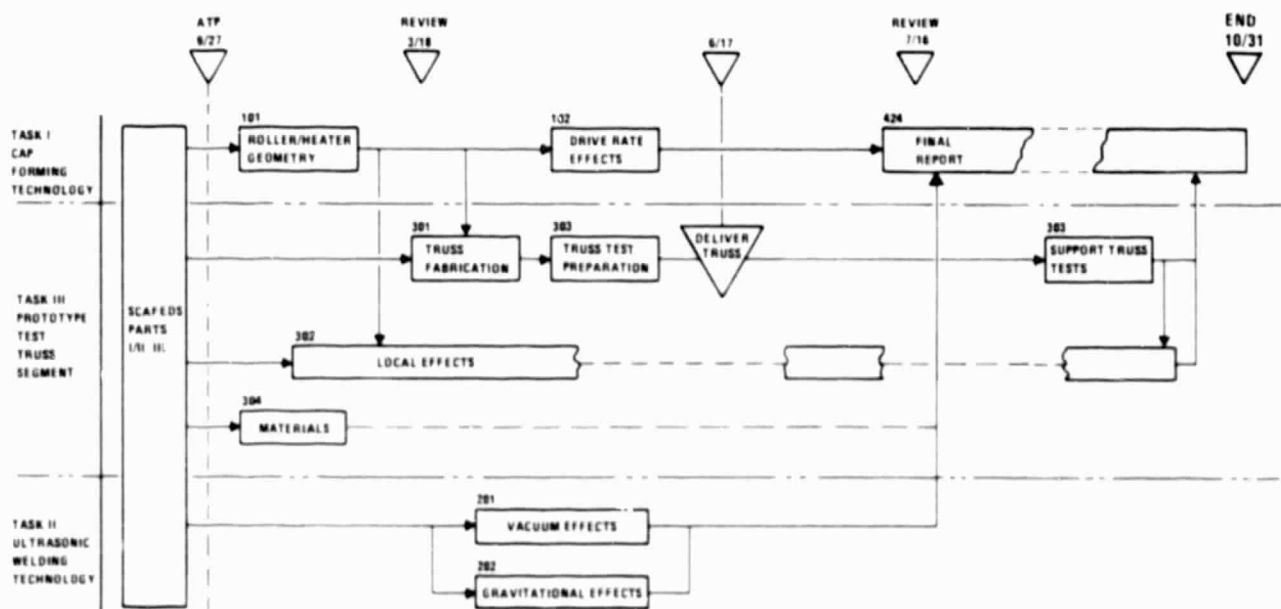 ATP
6/27
REVIEW
3/18
6/17
REVIEW
7/18
END
10/31
TASK I
CAP
FORMING
TECHNOLOGY
101
ROLLER/HEATER
GEOMETRY
102
DRIVE RATE
EFFECTS
424
FINAL
REPORT
TASK III
PROTOTYPE
TEST
TRUSS
SEGMENT
SCAFEDS
PARTS
301
TRUSS
FABRICATION
303
TRUSS TEST
PREPARATION
DELIVER
TRUSS
303
SUPPORT TRUSS
TESTS
302
LOCAL EFFECTS
304
MATERIALS
TASK II
ULTRASONIC
WELDING
TECHNOLOGY
201
VACUUM EFFECTS
202
GRAVITATIONAL EFFECTS